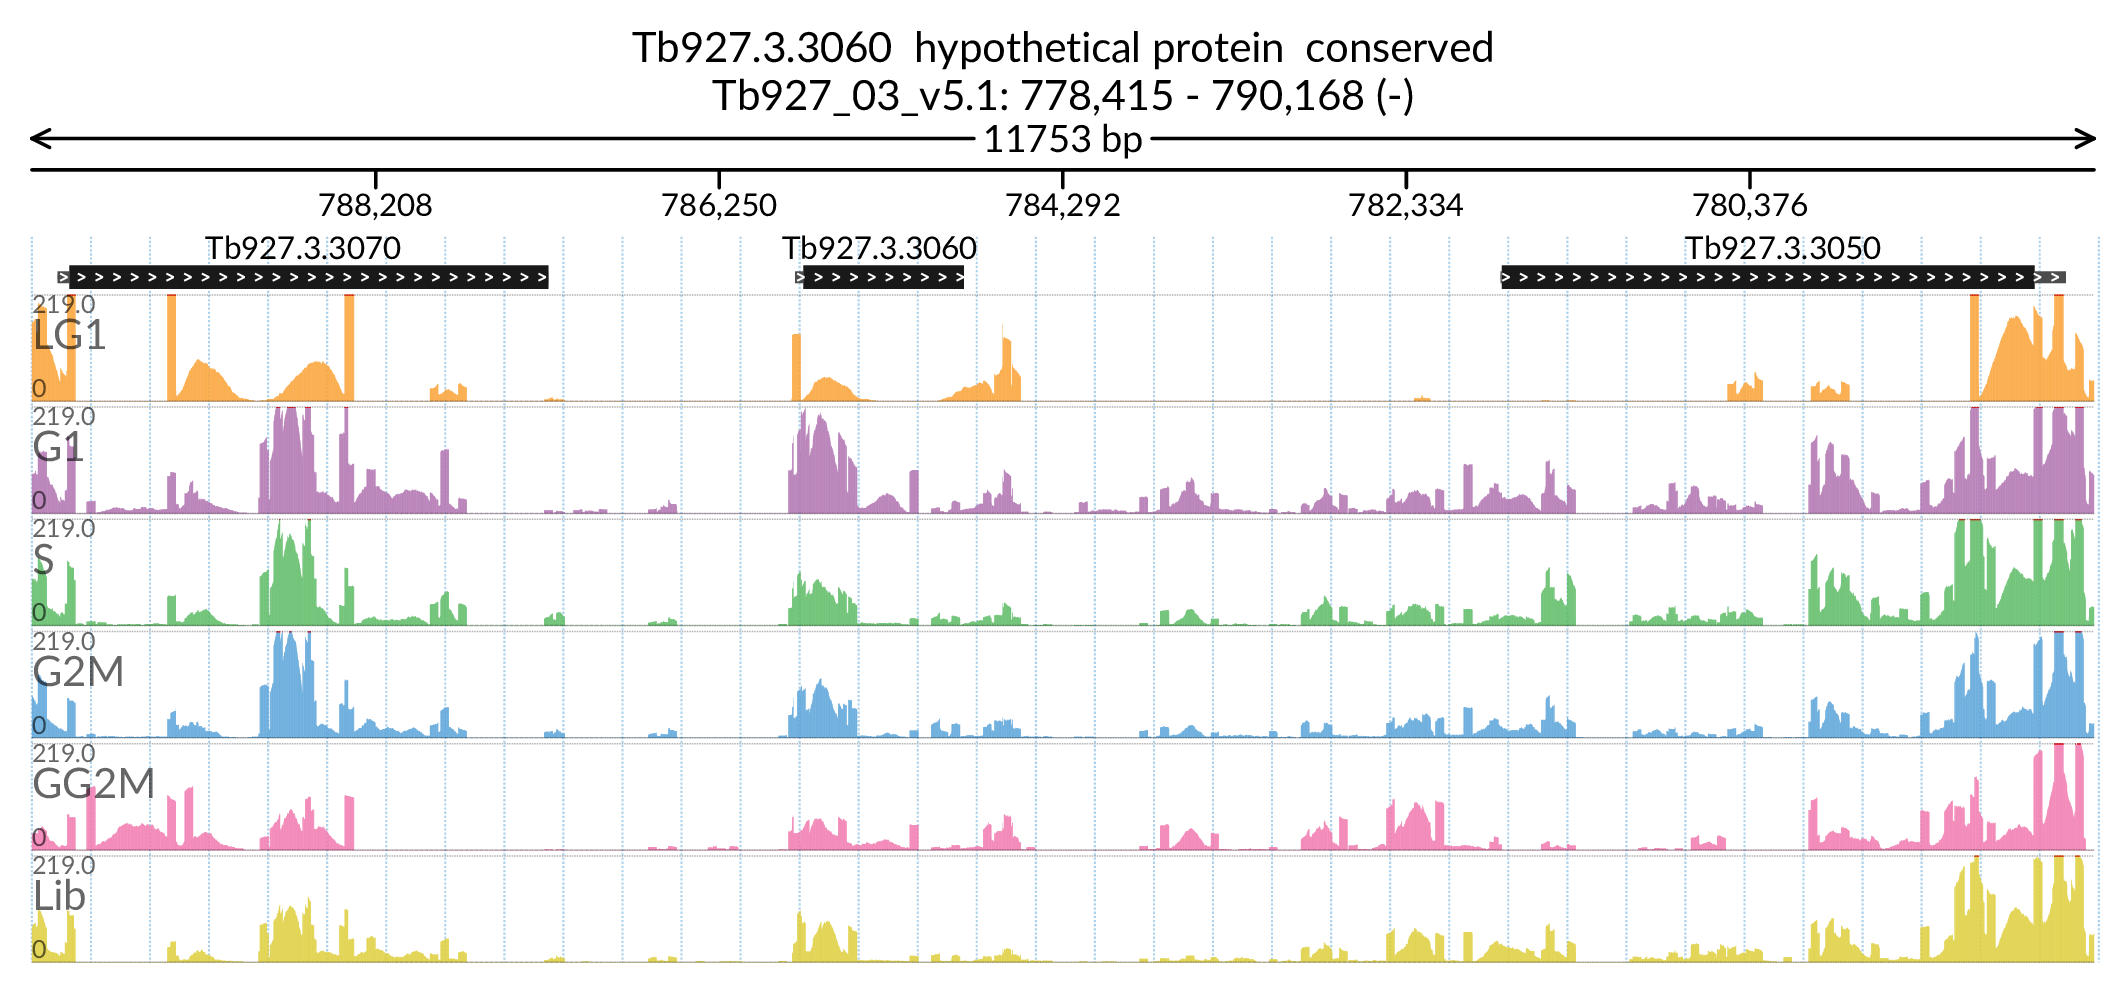 Tb927.3.3060 hypothetical protein conserved
Tb927_03_v5.1: 778,415 - 790,168 (-)
11753 bp
788,208 786,250 784,292 782,334 780,376
Tb927.3.3070 Tb927.3.3060 Tb927.3.3050
219.0
LG1
0
219.0
G1
0
219.0
S
0
219.0
G2M
0
219.0
GG2M
0
219.0
Lib
0